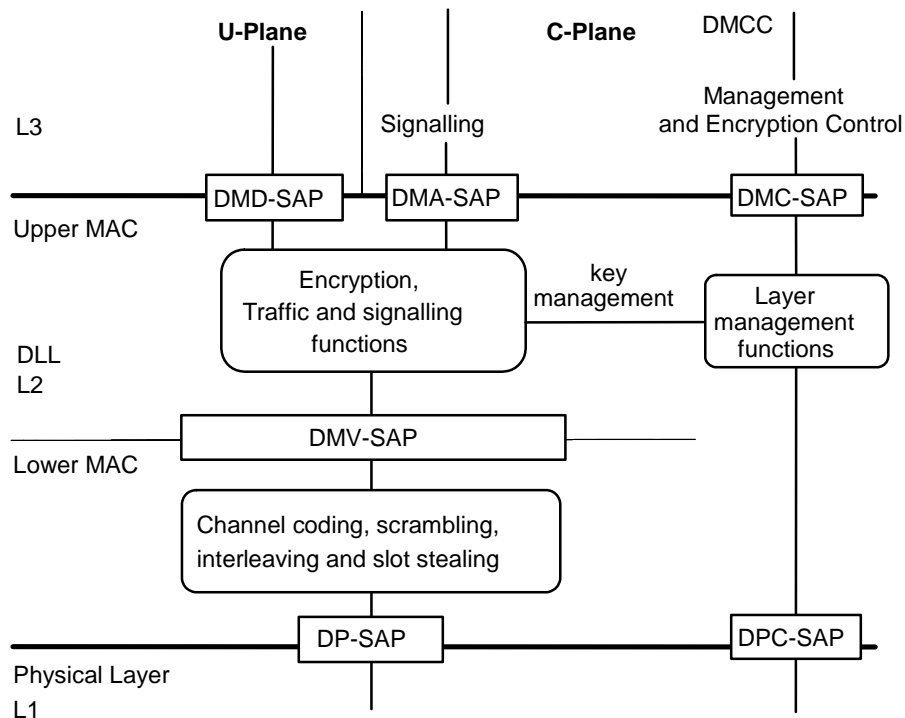 U-Plane
C-Plane
DMCC
L3
Signalling
Management
and Encryption Control
DMD-SAP
DMA-SAP
DMC-SAP
Upper MAC
Encryption,
Traffic and signalling
functions
key
management
Layer
management
functions
DLL
L2
DMV-SAP
Lower MAC
Channel coding, scrambling,
interleaving and slot stealing
DP-SAP
DPC-SAP
Physical Layer
L1